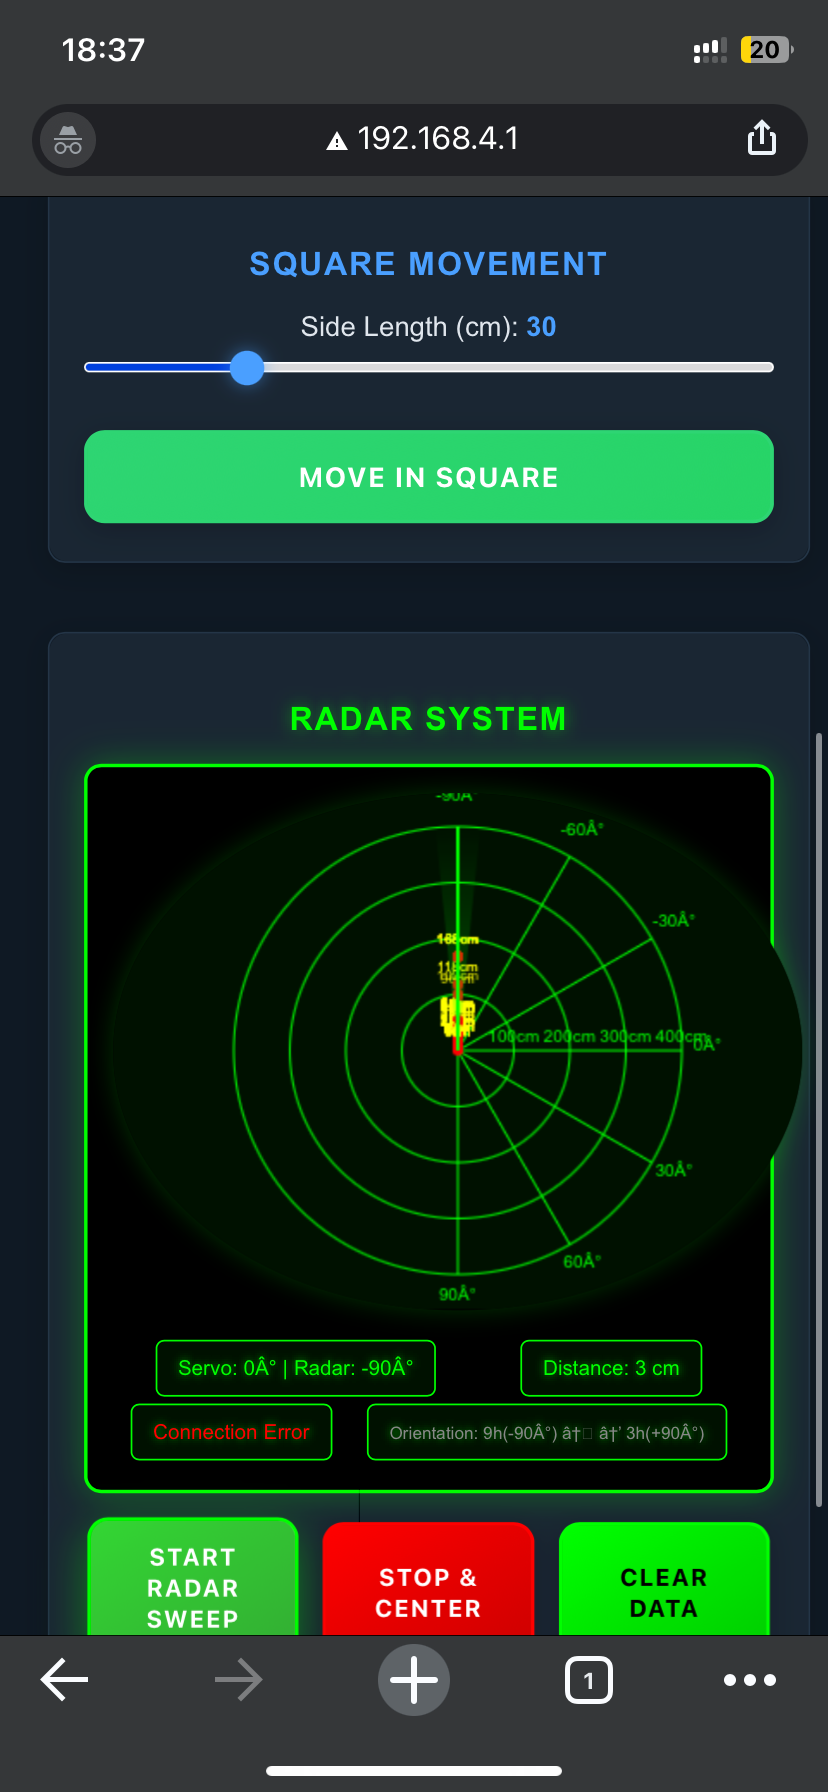 18:37
20
192.168.4.1
SQUARE MOVEMENT
Side Length (cm): 30
MOVE IN SQUARE
RADAR SYSTEM
-90Â°
-60Â°
-30Â°
168cm
100cm 200cm 300cm 400cm
0Â°
30Â°
60Â°
90Â°
Servo: 0Â° | Radar: -90Â°
Distance: 3 cm
Connection Error
Orientation: 9h(-90Â°) â†□ â†' 3h(+90Â°)
START
RADAR
SWEEP
STOP &
CENTER
CLEAR
DATA
1